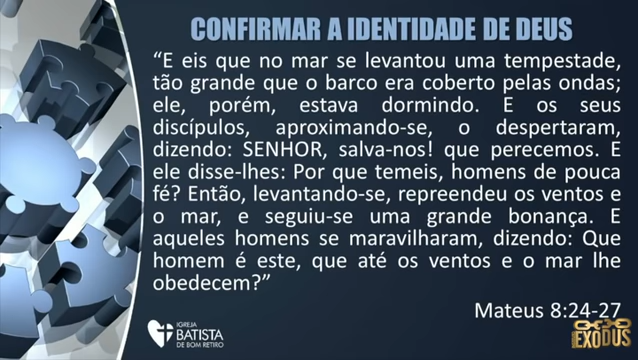 CONFIRMAR A IDENTIDADE DE DEUS
“E eis que no mar se levantou uma tempestade,
tão grande que o barco era coberto pelas ondas;
ele, porém, estava dormindo. E os seus
discípulos, aproximando-se, o despertaram,
dizendo: SENHOR, salva-nos! que perecemos. E
ele disse-lhes: Por que temeis, homens de pouca
fé? Então, levantando-se, repreendeu os ventos e
o mar, e seguiu-se uma grande bonança. E
aqueles homens se maravilharam, dizendo: Que
homem é este, que até os ventos e o mar lhe
obedecem?”
Mateus 8:24-27
IGREJA
BATISTA
DE BOM RETIRO
EXODUS